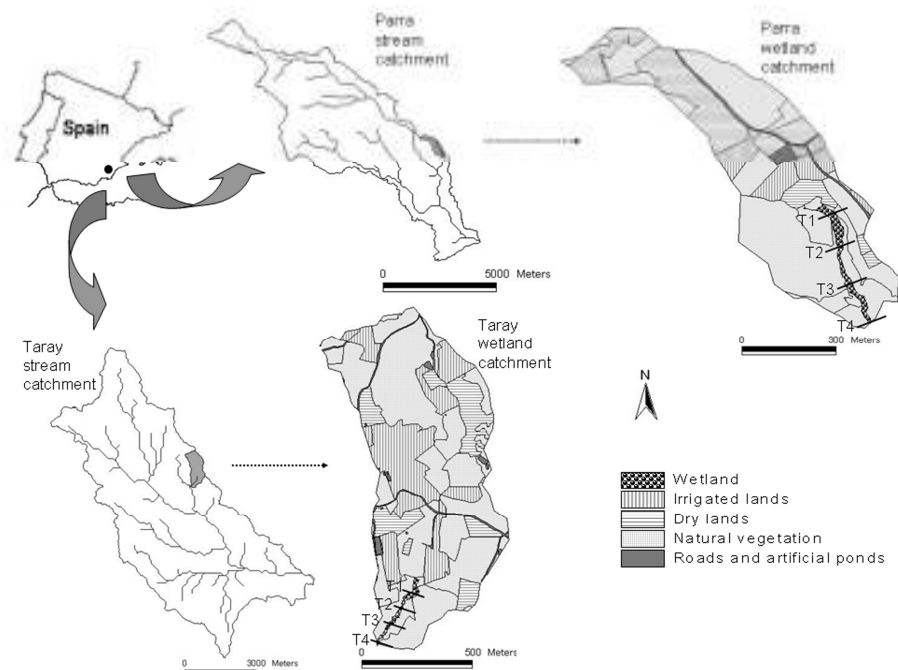 Parra
stream
catchment
Parra
wetland
catchment
Spain
T1
T2
T3
T4
0 5000 Meters
0 300 Meters
Taray
stream
catchment
Taray
wetland
catchment
N
Wetland
Irrigated lands
Dry lands
Natural vegetation
Roads and artificial ponds
T2
T3
T4
0 3000 Meters
0 500 Meters